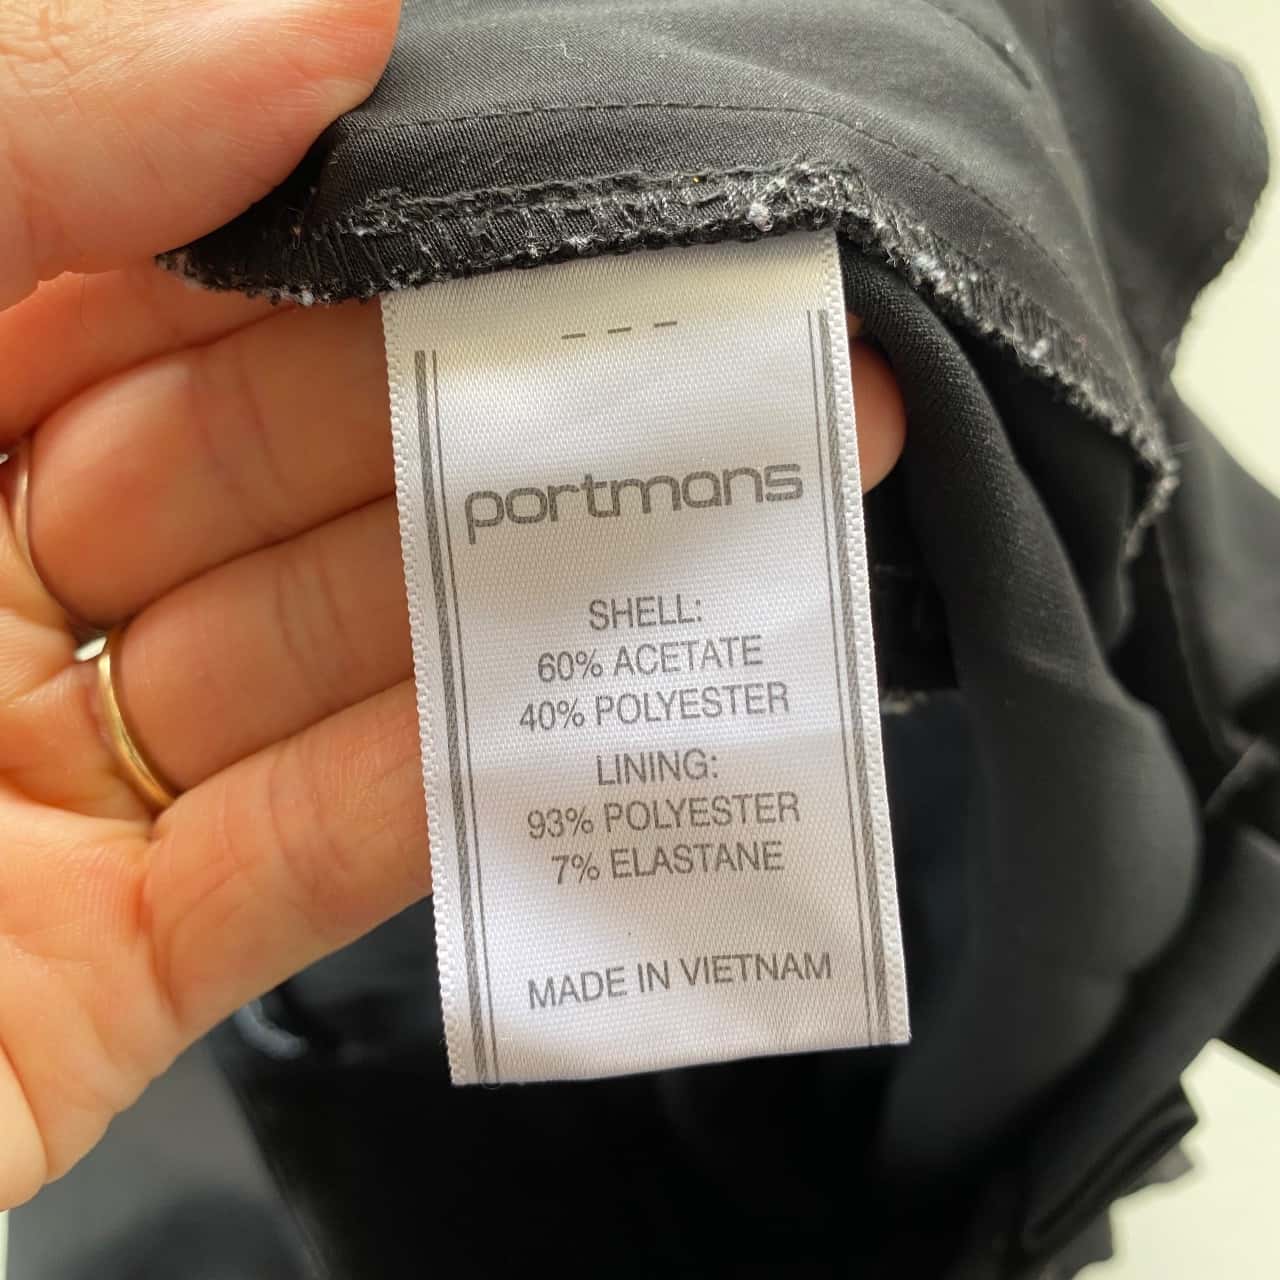 portmans
SHELL:
60% ACETATE
40% POLYESTER
LINING:
93% POLYESTER
7% ELASTANE
MADE IN VIETNAM